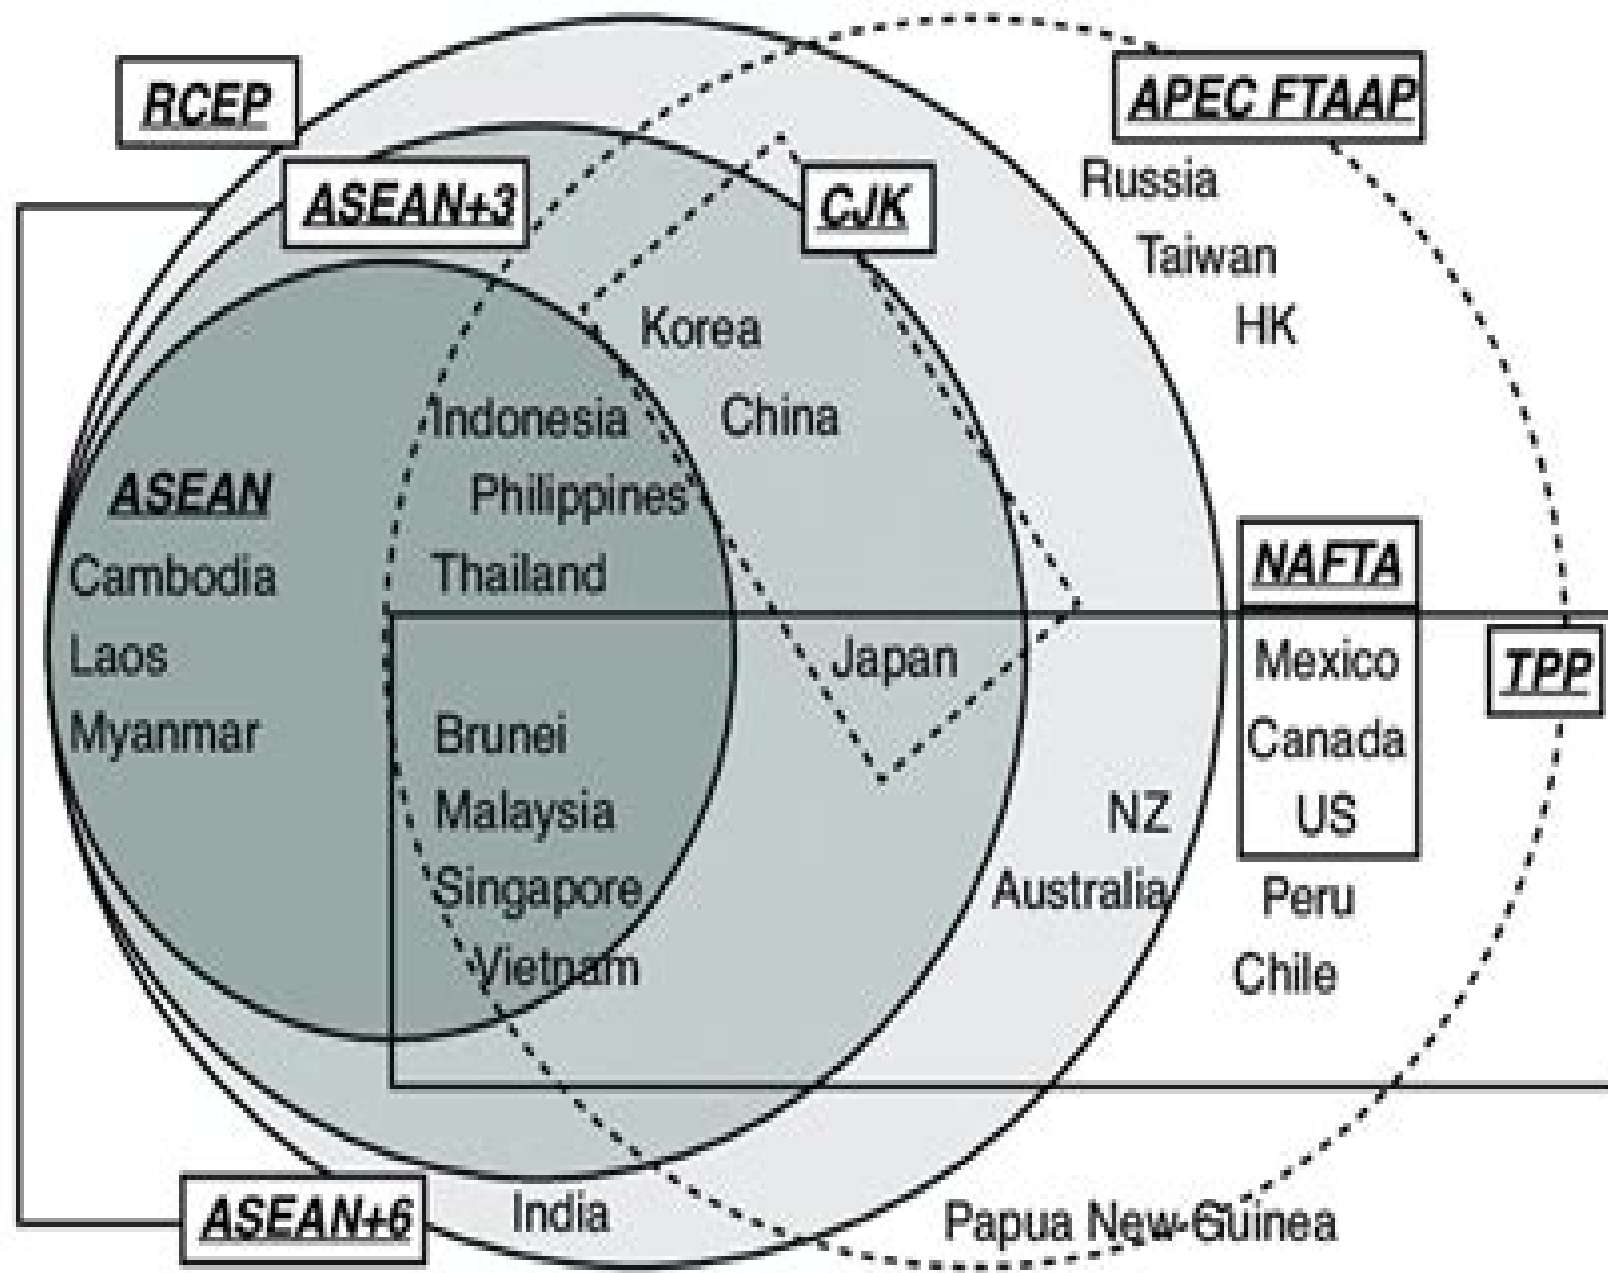 RCEP
APEC FTAAP
ASEAN+3
CJK
Russia
Taiwan
HK
Korea
Indonesia
China
ASEAN
Philippines
Cambodia
Thailand
NAFTA
Laos
Japan
Mexico
TPP
Myanmar
Brunei
Canada
Malaysia
NZ
US
Singapore
Australia
Peru
Vietnam
Chile
ASEAN+6
India
Papua New Guinea